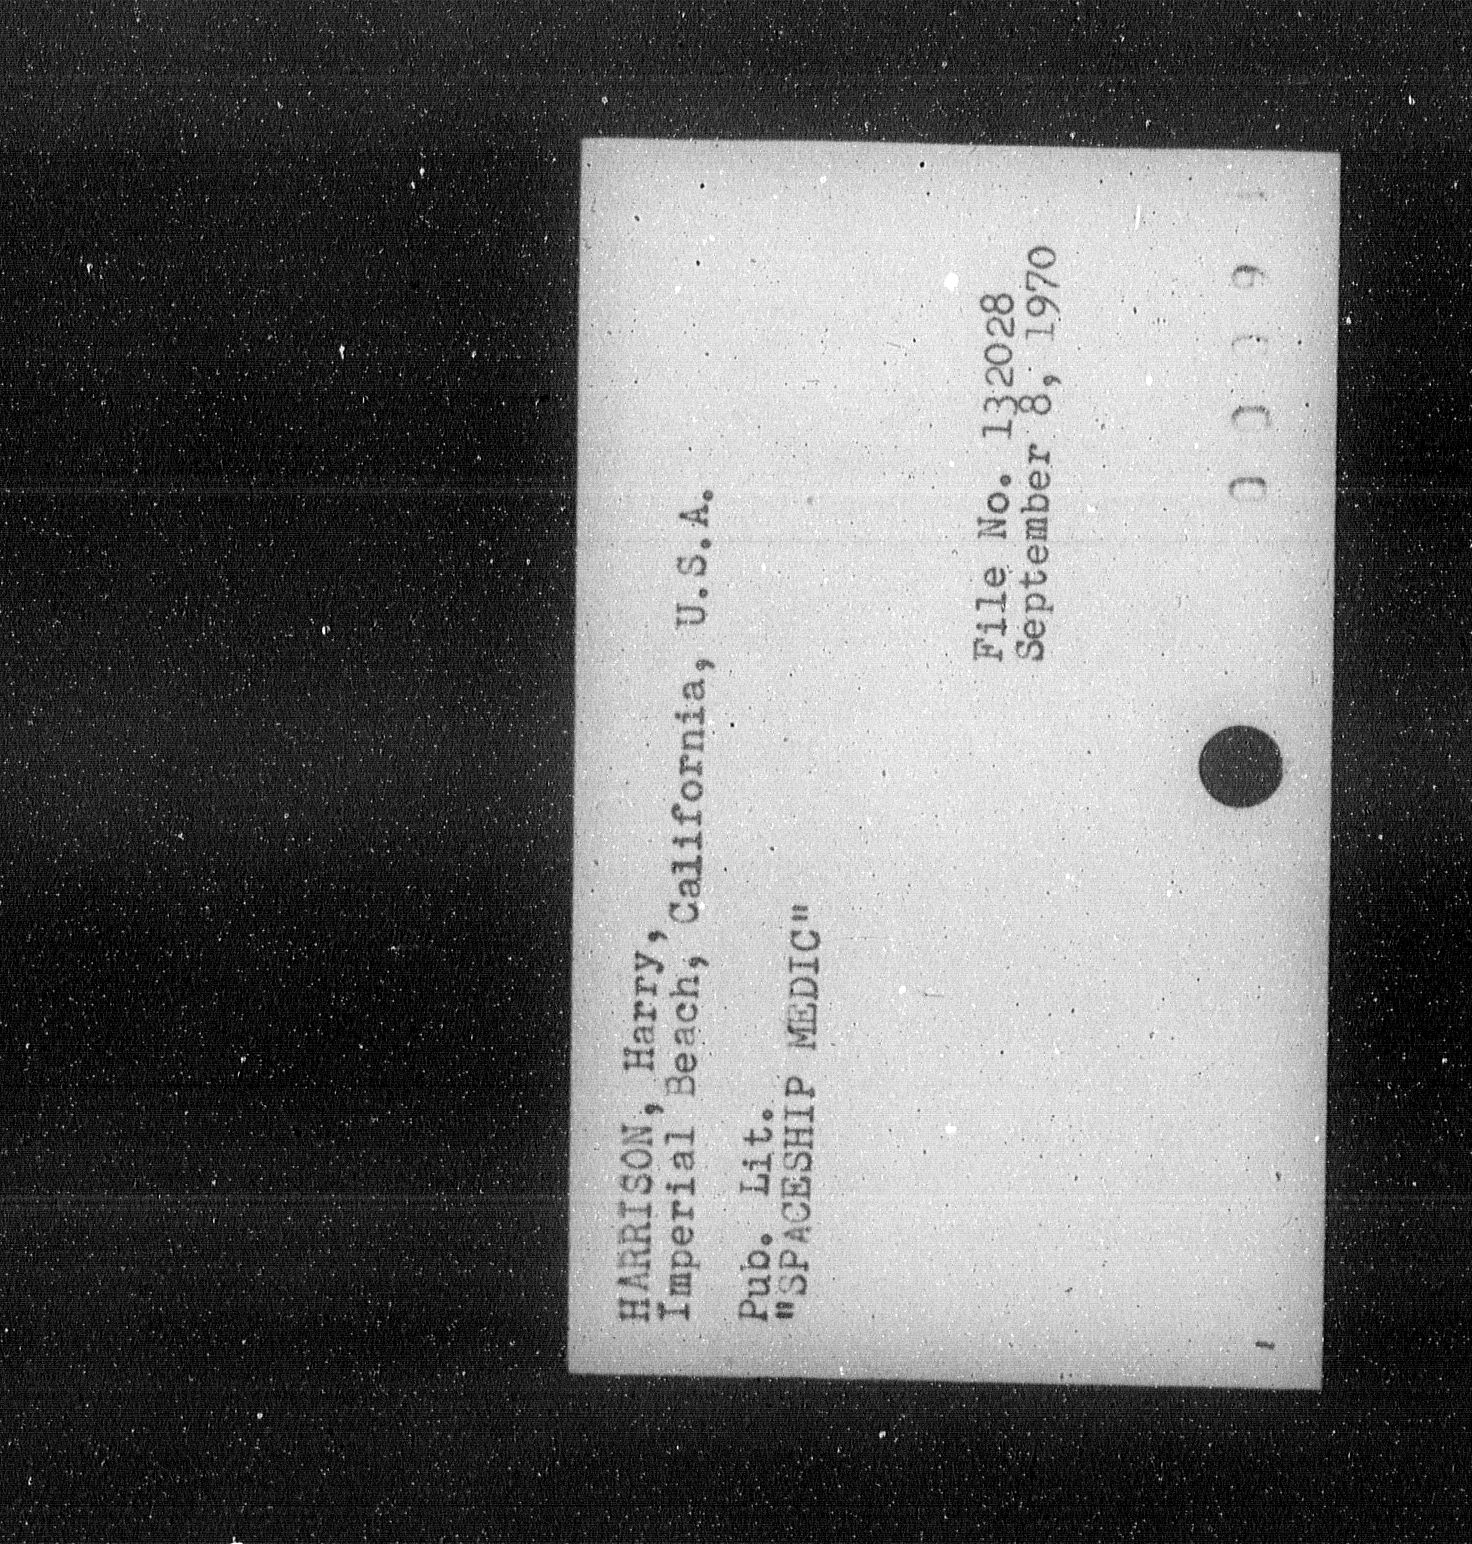 HARRISON, Harry,
Imperial Beach, California, U.S.A.
Pub. Lit.
"SPACESHIP MEDIC"
File No. 132028
September 8, 1970